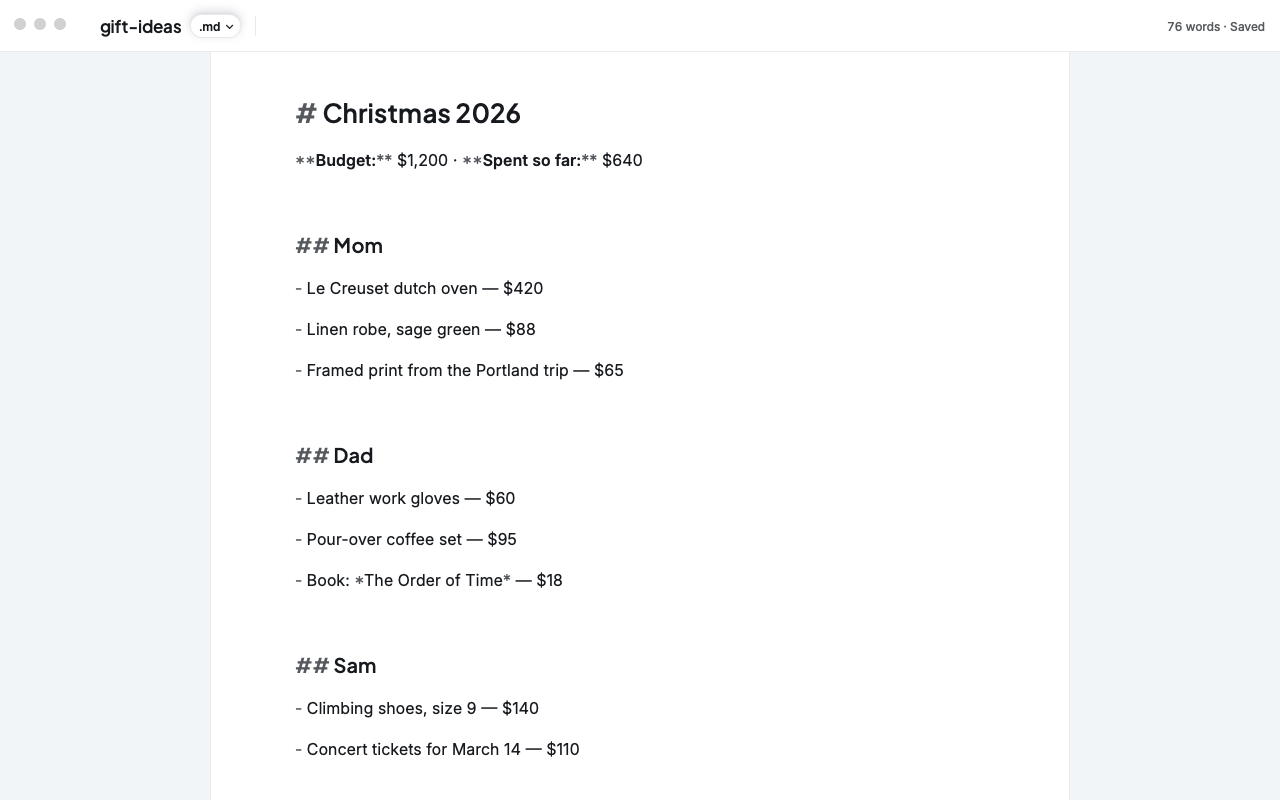 gift-ideas .md
76 words · Saved
# Christmas 2026
**Budget:** $1,200 · **Spent so far:** $640
## Mom
- Le Creuset dutch oven — $420
- Linen robe, sage green — $88
- Framed print from the Portland trip — $65
## Dad
- Leather work gloves — $60
- Pour-over coffee set — $95
- Book: *The Order of Time* — $18
## Sam
- Climbing shoes, size 9 — $140
- Concert tickets for March 14 — $110